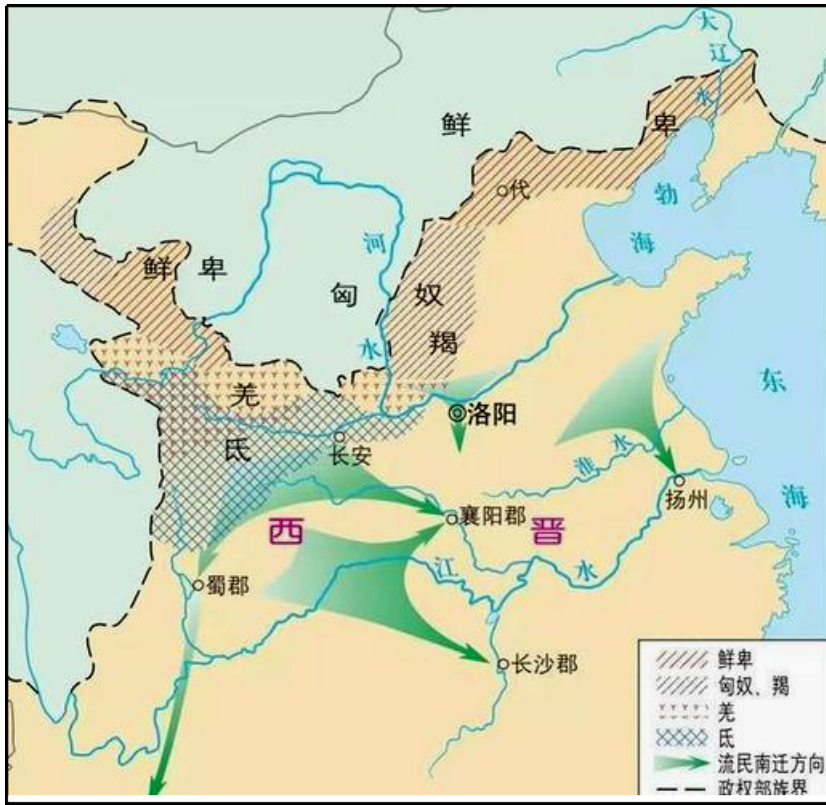 大
辽
水
鲜
卑
代
勃
海
河
水
鲜卑
匈
奴
羯
羌
氐
洛阳
长安
东
海
淮水
扬州
襄阳郡
西
晋
江
水
蜀郡
长沙郡
鲜卑
匈奴、羯
羌
氐
流民南迁方向
政权部族界